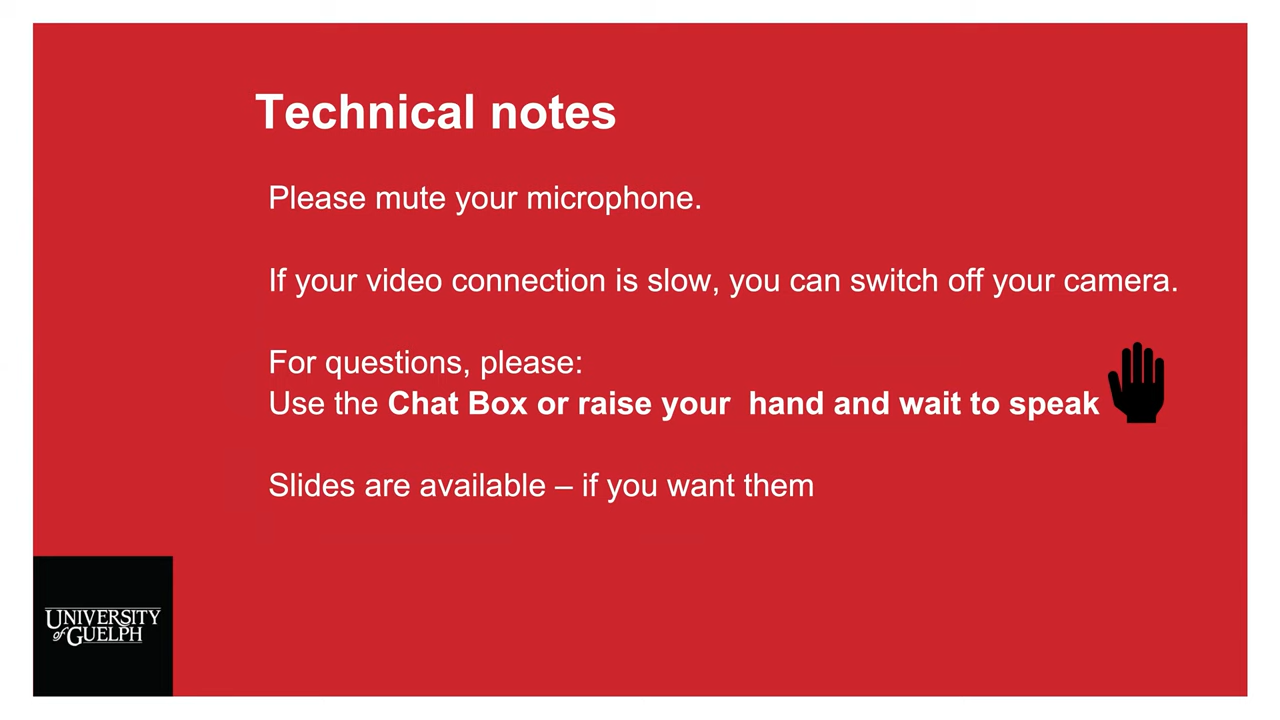 Technical notes
Please mute your microphone.
If your video connection is slow, you can switch off your camera.
For questions, please:
Use the Chat Box or raise your  hand and wait to speak
Slides are available – if you want them
UNIVERSITY
of GUELPH